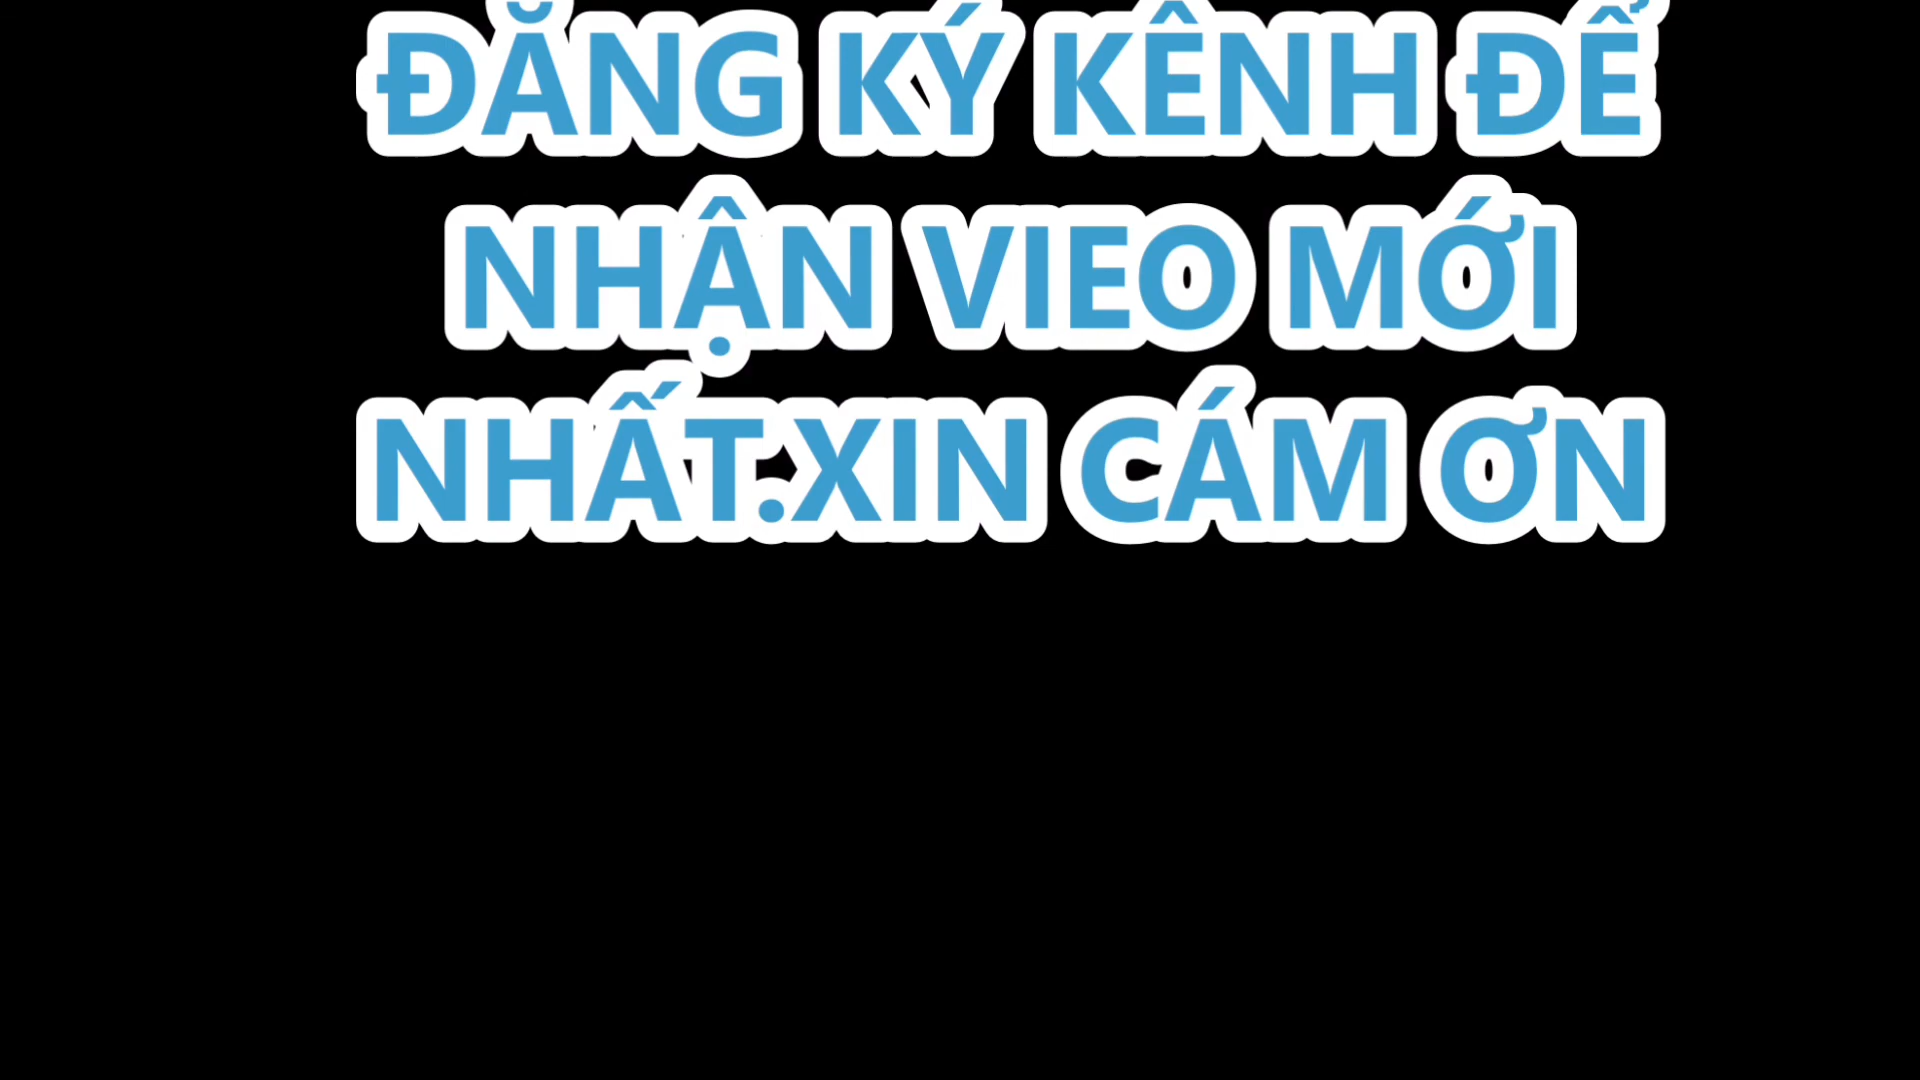 ĐĂNG KÝ KÊNH ĐỂ
NHẬN VIEO MỚI
NHẤT.XIN CÁM ƠN